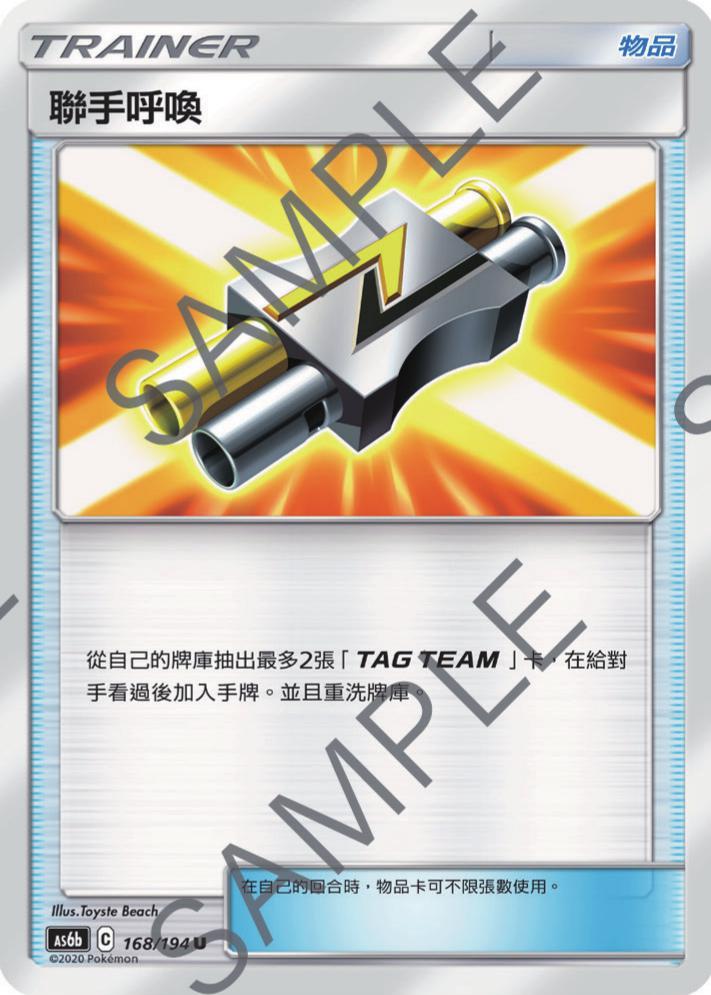 TRAINER
物品
聯手呼喚
從自己的牌庫抽出最多2張「TAG TEAM」卡,在給對
手看過後加入手牌。並且重洗牌庫。
在自己的回合時,物品卡可不限張數使用。
Illus.Toyste Beach
AS6b C 168/194 U
©2020 Pokémon
SAMPLE
SAMPLE